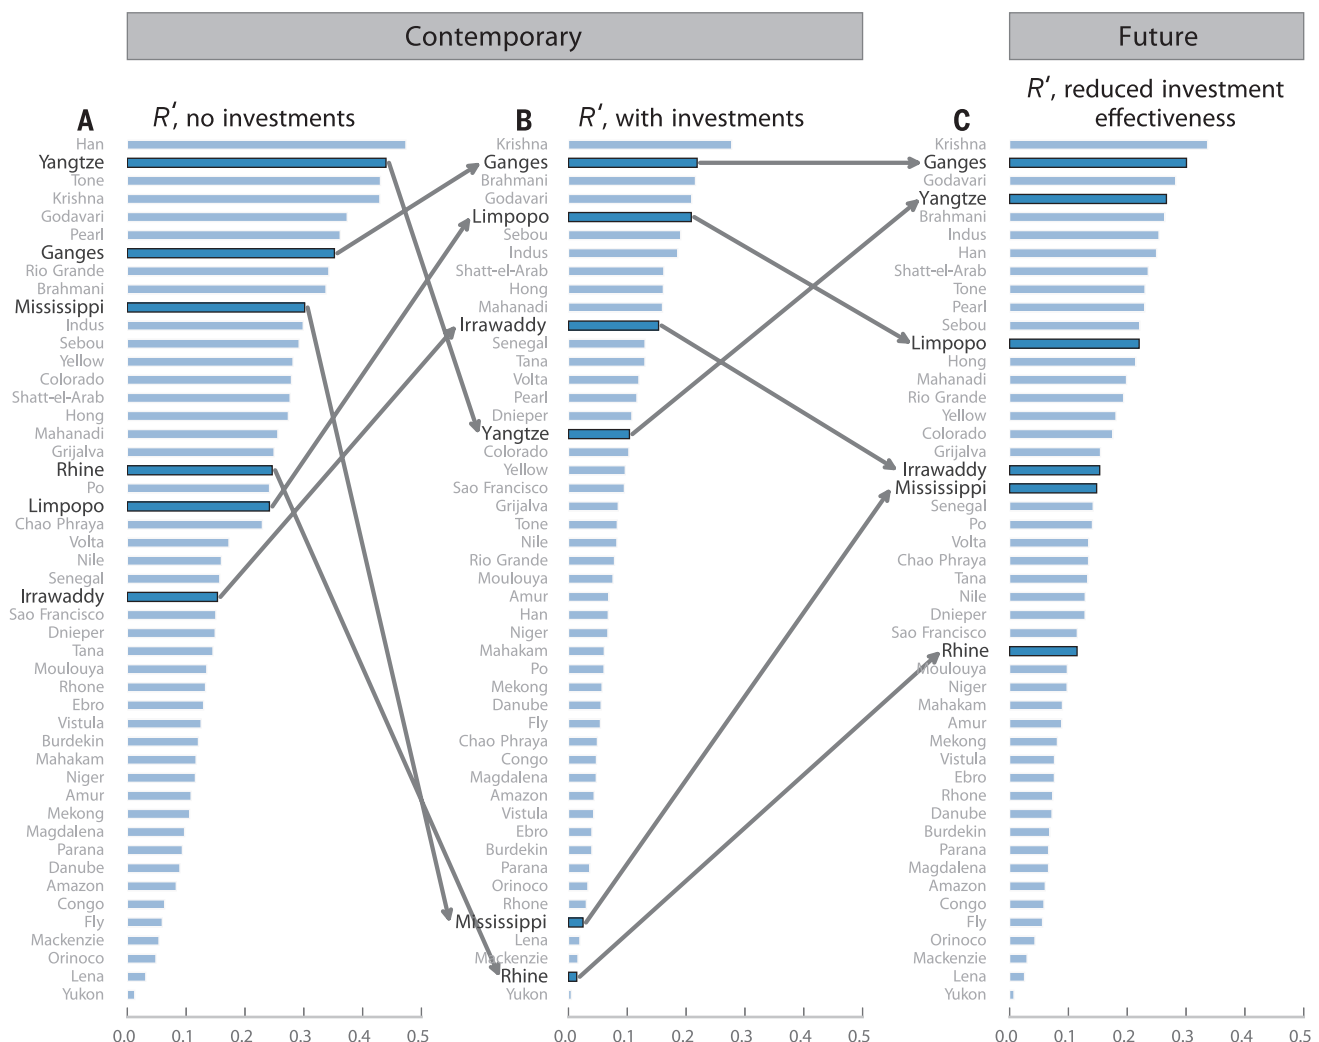 Contemporary
Future
A
R′, no investments
Han
Yangtze
Tone
Krishna
Godavari
Pearl
Ganges
Rio Grande
Brahmani
Mississippi
Indus
Sebou
Yellow
Colorado
Shatt-el-Arab
Hong
Mahanadi
Grijalva
Rhine
Po
Limpopo
Chao Phraya
Volta
Nile
Senegal
Irrawaddy
Sao Francisco
Dnieper
Tana
Moulouya
Rhone
Ebro
Vistula
Burdekin
Mahakam
Niger
Amur
Mekong
Magdalena
Parana
Danube
Amazon
Congo
Fly
Mackenzie
Orinoco
Lena
Yukon
0.0 0.1 0.2 0.3 0.4 0.5
B
R′, with investments
Krishna
Ganges
Brahmani
Godavari
Limpopo
Sebou
Indus
Shatt-el-Arab
Hong
Mahanadi
Irrawaddy
Senegal
Tana
Volta
Pearl
Dnieper
Yangtze
Colorado
Yellow
Sao Francisco
Grijalva
Tone
Nile
Rio Grande
Moulouya
Amur
Han
Niger
Mahakam
Po
Mekong
Danube
Fly
Chao Phraya
Congo
Magdalena
Amazon
Vistula
Ebro
Burdekin
Parana
Orinoco
Rhone
Mississippi
Lena
Mackenzie
Rhine
Yukon
0.0 0.1 0.2 0.3 0.4 0.5
C
R′, reduced investment
effectiveness
Krishna
Ganges
Godavari
Yangtze
Brahmani
Indus
Han
Shatt-el-Arab
Tone
Pearl
Sebou
Limpopo
Hong
Mahanadi
Rio Grande
Yellow
Colorado
Grijalva
Irrawaddy
Mississippi
Senegal
Po
Volta
Chao Phraya
Tana
Nile
Dnieper
Sao Francisco
Rhine
Moulouya
Niger
Mahakam
Amur
Mekong
Vistula
Ebro
Rhone
Danube
Burdekin
Parana
Magdalena
Amazon
Congo
Fly
Orinoco
Mackenzie
Lena
Yukon
0.0 0.1 0.2 0.3 0.4 0.5